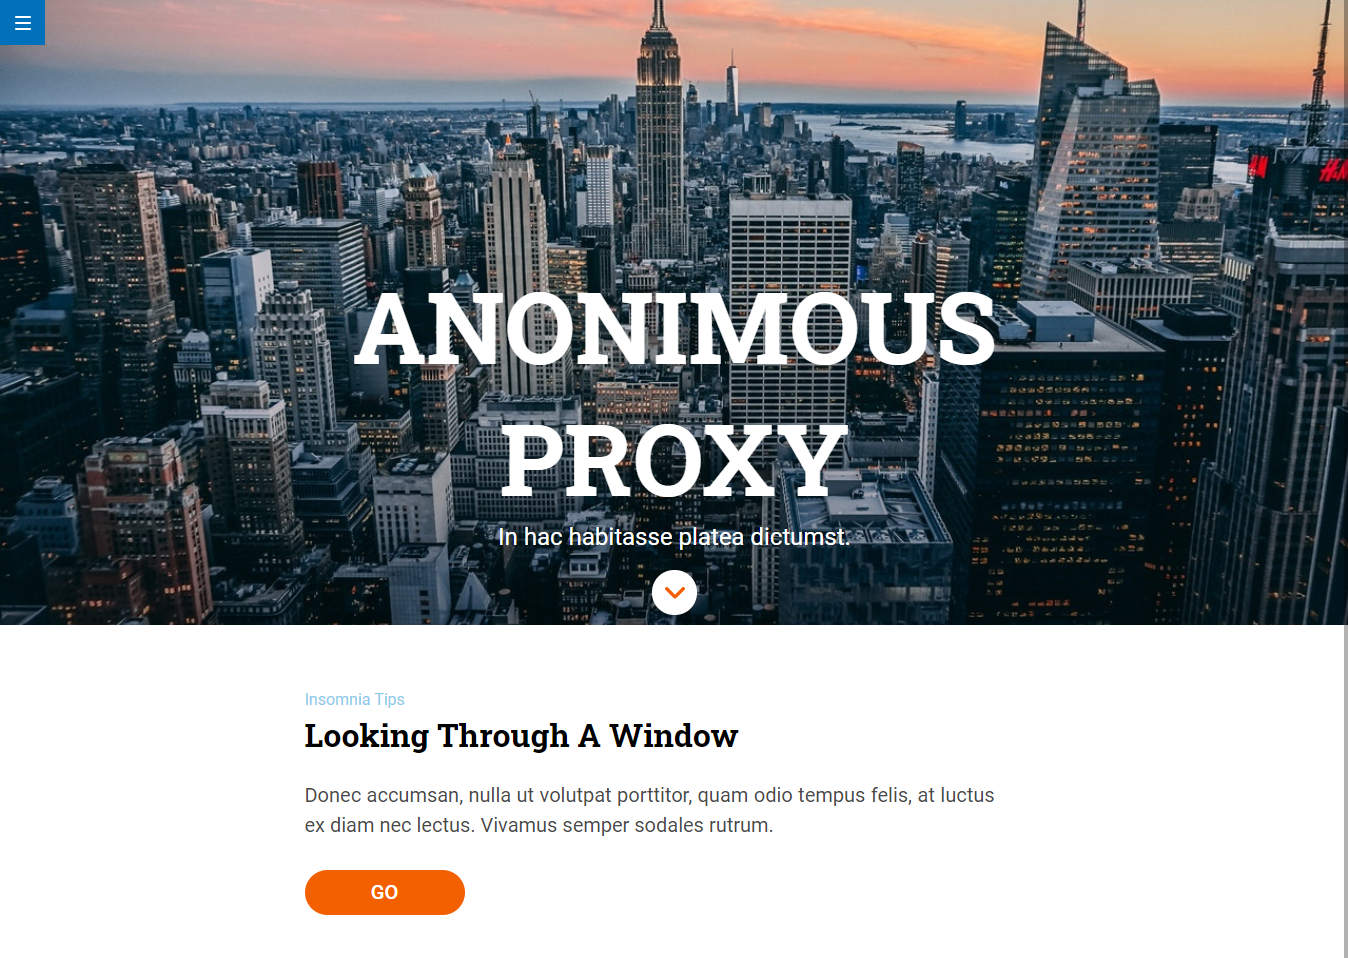 H&M
ANONIMOUS
PROXY
In hac habitasse platea dictumst.
Insomnia Tips
Looking Through A Window
Donec accumsan, nulla ut volutpat porttitor, quam odio tempus felis, at luctus
ex diam nec lectus. Vivamus semper sodales rutrum.
GO